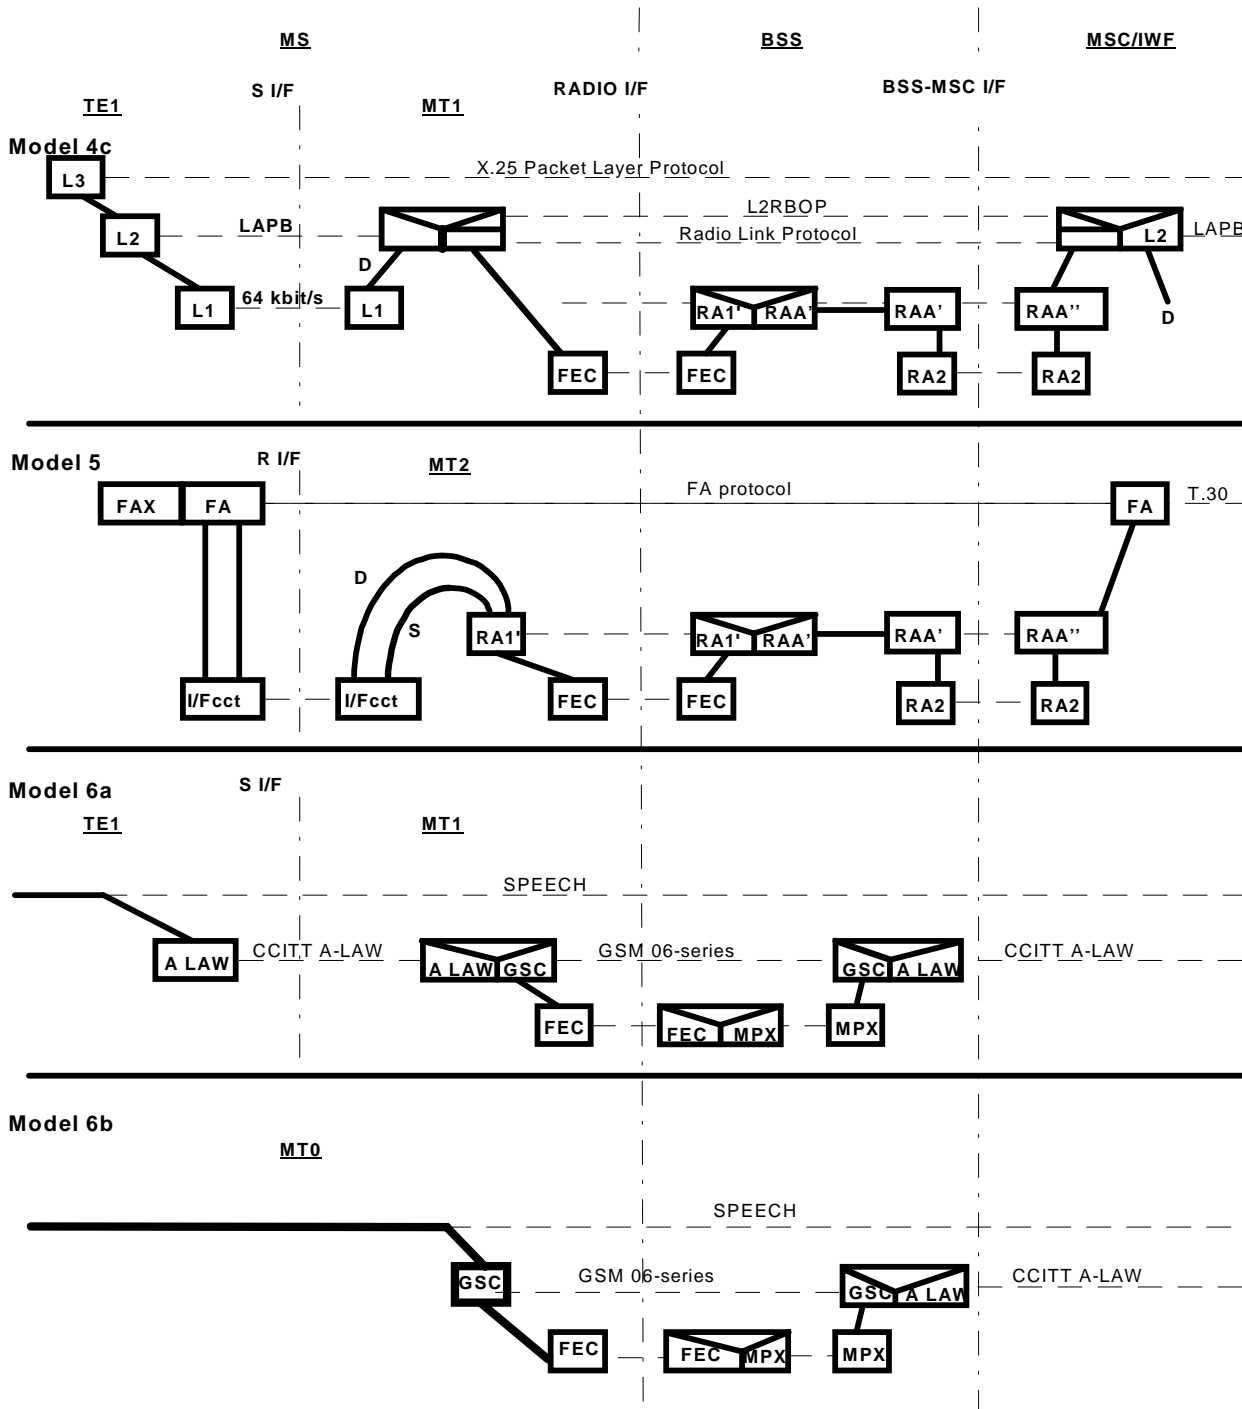 MS BSS MSC/IWF
S I/F RADIO I/F BSS-MSC I/F
TE1 MT1
Model 4c
X.25 Packet Layer Protocol
L3
L2RBOP
L2 LAPB Radio Link Protocol L2 LAPB
D
L1 64 kbit/s L1 RA1' RAA' RAA' RAA'' D
FEC FEC RA2 RA2
Model 5 R I/F MT2
FAX FA FA protocol FA T.30
D
S
RA1' RA1' RAA' RAA' RAA''
I/Fcct I/Fcct FEC FEC RA2 RA2
Model 6a S I/F
TE1 MT1
SPEECH
A LAW CCITT A-LAW A LAW GSC GSM 06-series GSC A LAW CCITT A-LAW
FEC FEC MPX MPX
Model 6b
MT0
SPEECH
GSC GSM 06-series GSC A LAW CCITT A-LAW
FEC FEC MPX MPX